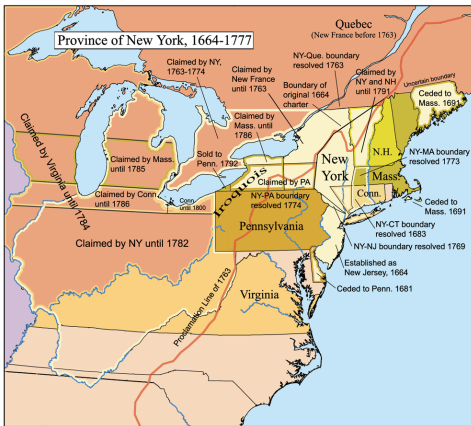 Province of New York, 1664-1777
Quebec
(New France before 1763)
Claimed by NY,
1763-1774
Claimed by
New France
until 1763
NY-Que. boundary
resolved 1763
Boundary of
original 1664
charter
Claimed by
NY and NH
until 1791
Uncertain boundary
Ceded to
Mass. 1691
Claimed by
Mass. until
1786
Sold to
Penn. 1792
Claimed by Mass.
until 1785
Claimed by Virginia until 1784
Claimed by Conn.
until 1786
Conn.
until 1800
Iroquois
Claimed by PA
New
York
N.H.
Mass.
Conn.
NY-MA boundary
resolved 1773
Ceded to
Mass. 1691
NY-PA boundary
resolved 1774
NY-CT boundary
resolved 1683
NY-NJ boundary resolved 1769
Pennsylvania
Claimed by NY until 1782
Established as
New Jersey, 1664
Ceded to Penn. 1681
Virginia
Proclamation Line of 1763